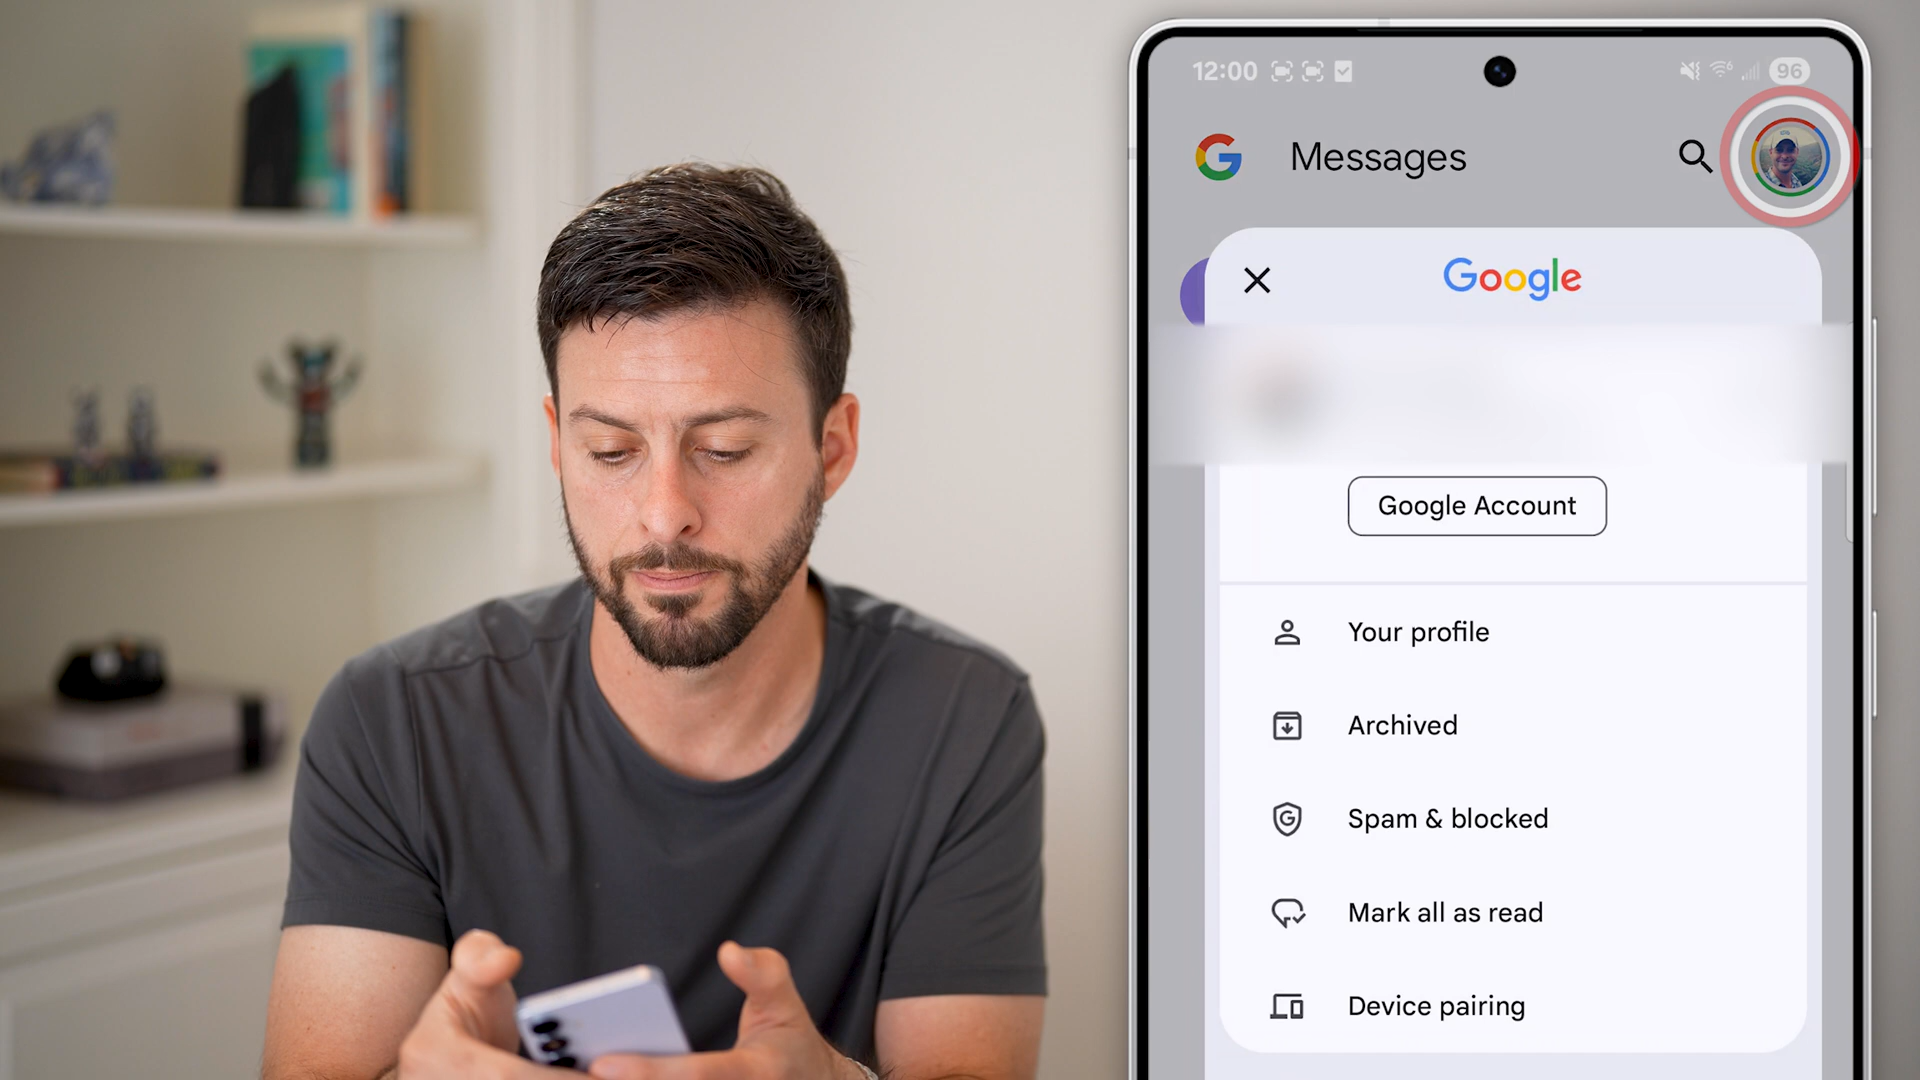 12:00
96
Messages
Google
Google Account
Your profile
Archived
Spam & blocked
Mark all as read
Device pairing